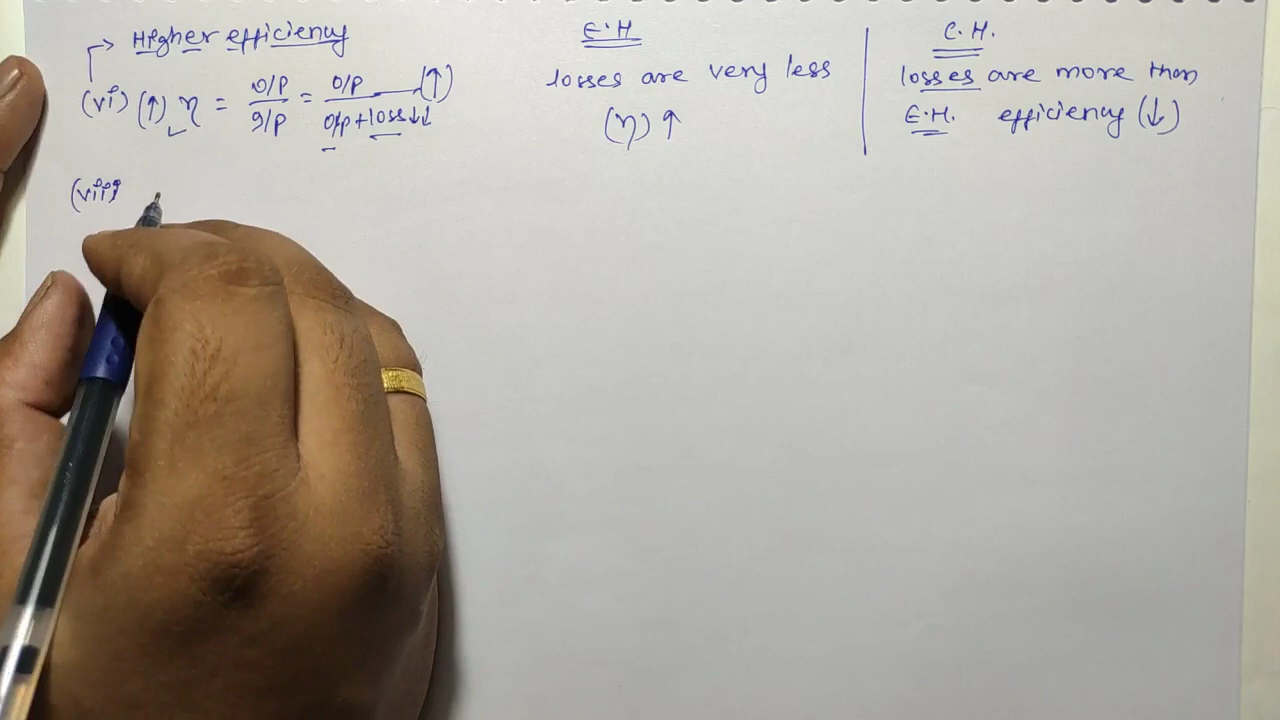 Higher efficiency
(vi) (↑) η = O/P / I/P = O/P / O/P + loss↓↓ (↑)
E.H
losses are very less
(η) ↑
C.H.
losses are more than
E.H. efficiency (↓)
(vii)